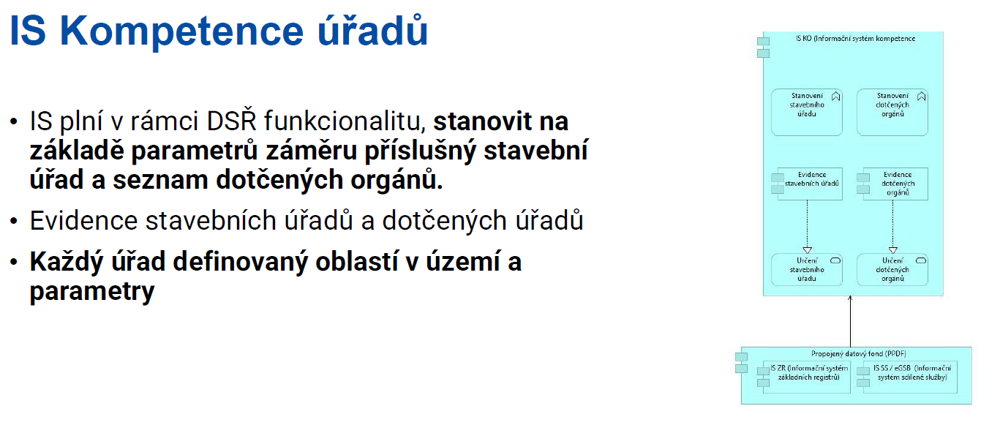 IS Kompetence úřadů
• IS plní v rámci DSŘ funkcionalitu, stanovit na
základě parametrů záměru příslušný stavební
úřad a seznam dotčených orgánů.
• Evidence stavebních úřadů a dotčených úřadů
• Každý úřad definovaný oblastí v území a
parametry
IS KO (Informační systém kompetence
Stanovení
stavebního
úřadu
Stanovení
dotčených
orgánů
Evidence
stavebních úřadů
Evidence
dotčených
orgánů
Určení
stavebního
úřadu
Určení
dotčených
orgánů
Propojený datový fond (PPDF)
IS ZR (Informační systém
základních registrů)
IS SS / eGSB (Informační
systém sdílené služby)